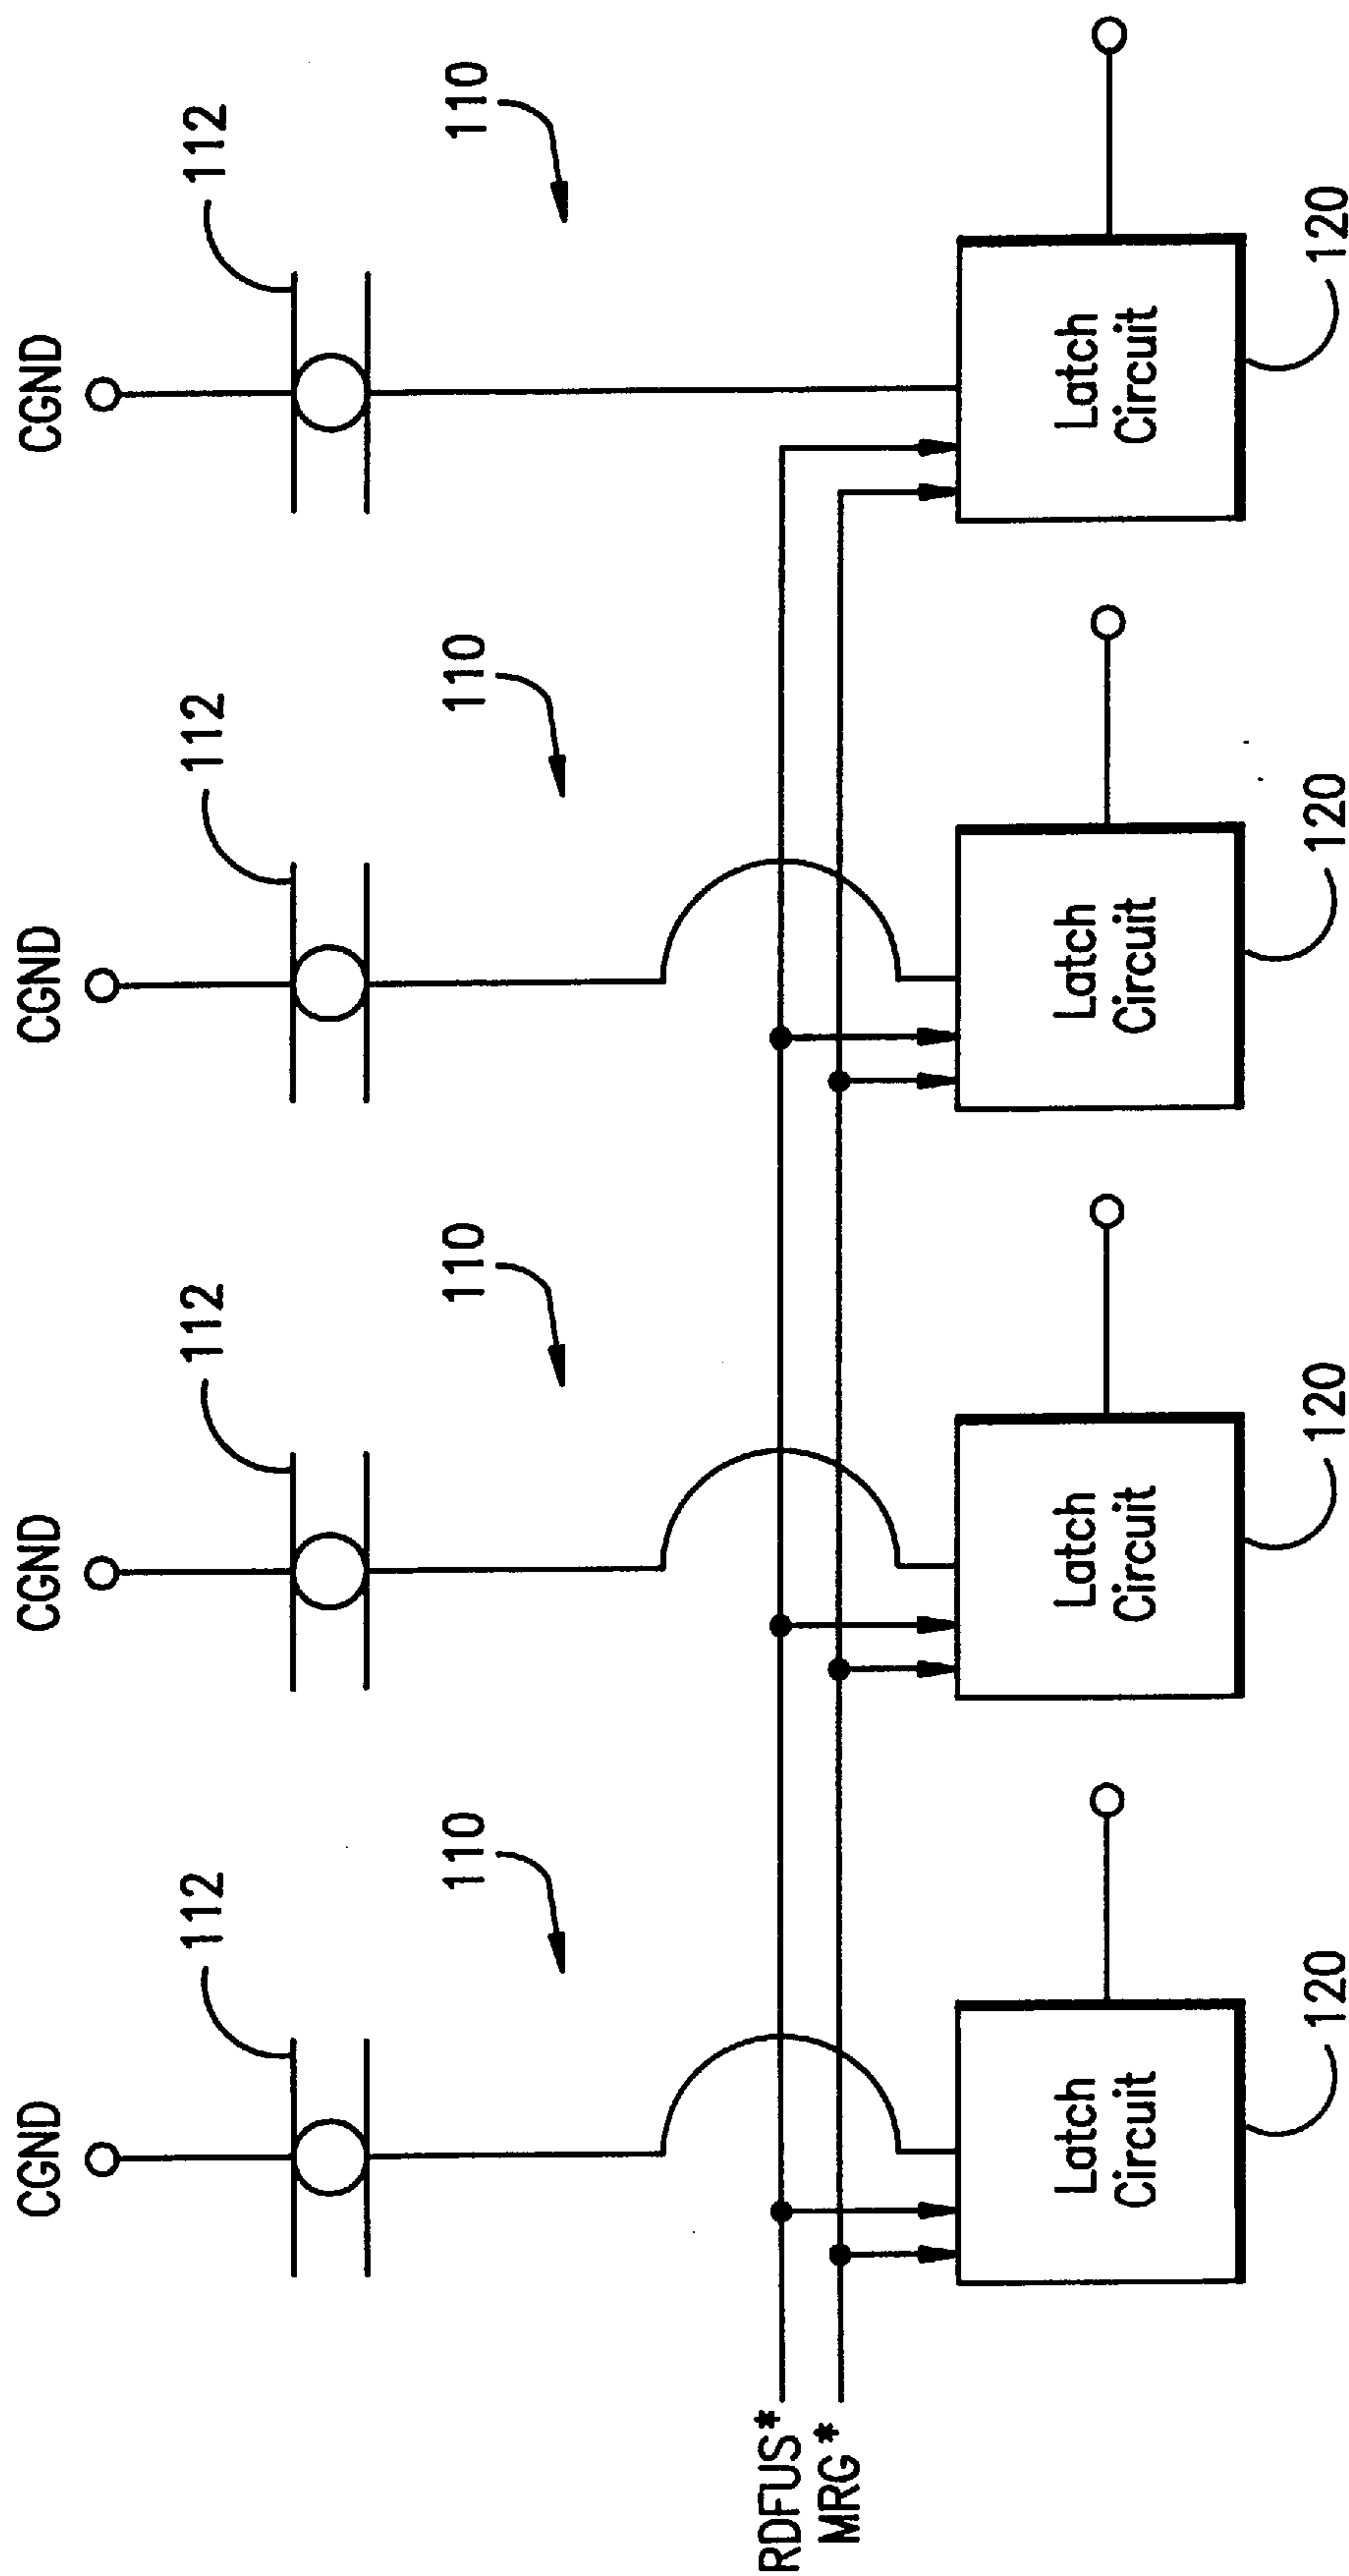 CGND
CGND
CGND
CGND
112
112
112
112
110
110
110
110
RDFUS*
MRG*
Latch
Circuit
Latch
Circuit
Latch
Circuit
Latch
Circuit
120
120
120
120